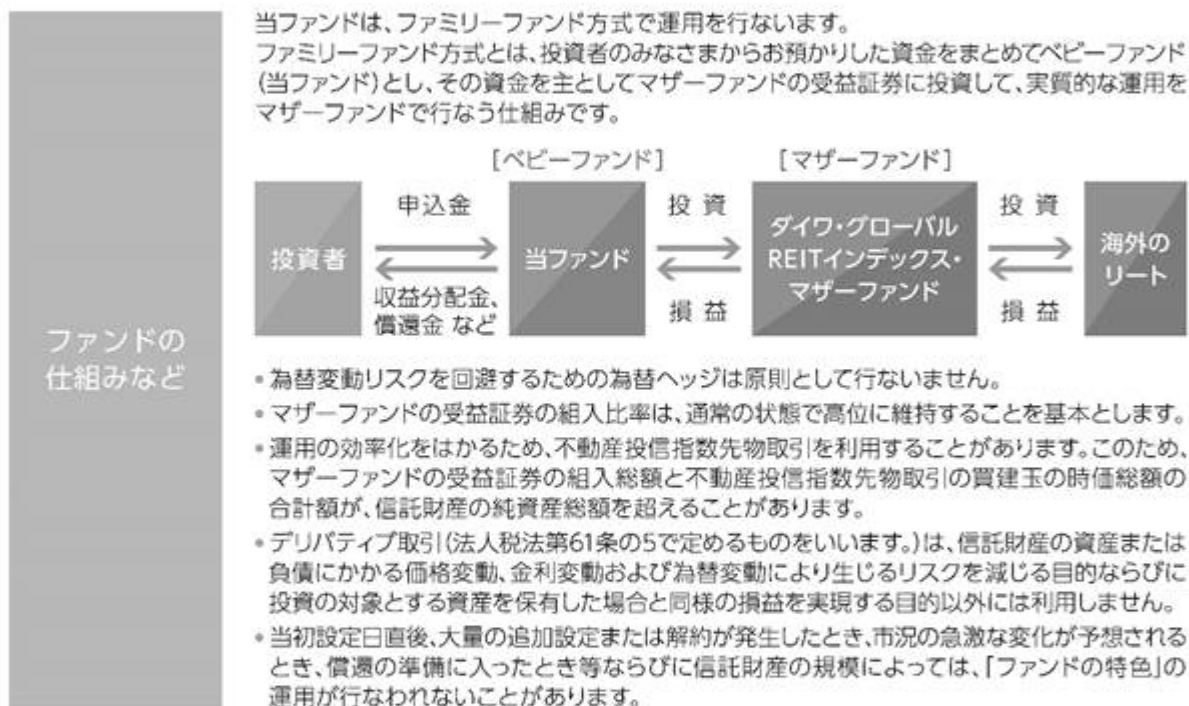 当ファンドは、ファミリーファンド方式で運用を行ないます。
ファミリーファンド方式とは、投資者のみなさまからお預かりした資金をまとめてベビーファンド
(当ファンド)とし、その資金を主としてマザーファンドの受益証券に投資して、実質的な運用を
マザーファンドで行なう仕組みです。
[ベビーファンド]
[マザーファンド]
投資者
申込金
収益分配金、
償還金 など
当ファンド
投 資
損 益
ダイワ・グローバル
REITインデックス・
マザーファンド
投 資
損 益
海外の
リート
ファンドの
仕組みなど
• 為替変動リスクを回避するための為替ヘッジは原則として行ないません。
• マザーファンドの受益証券の組入比率は、通常の状態で高位に維持することを基本とします。
• 運用の効率化をはかるため、不動産投信指数先物取引を利用することがあります。このため、
マザーファンドの受益証券の組入総額と不動産投信指数先物取引の買建玉の時価総額の
合計額が、信託財産の純資産総額を超えることがあります。
• デリバティブ取引(法人税法第61条の5で定めるものをいいます。)は、信託財産の資産または
負債にかかる価格変動、金利変動および為替変動により生じるリスクを減じる目的ならびに
投資の対象とする資産を保有した場合と同様の損益を実現する目的以外には利用しません。
• 当初設定日直後、大量の追加設定または解約が発生したとき、市況の急激な変化が予想される
とき、償還の準備に入ったとき等ならびに信託財産の規模によっては、「ファンドの特色」の
運用が行なわれないことがあります。